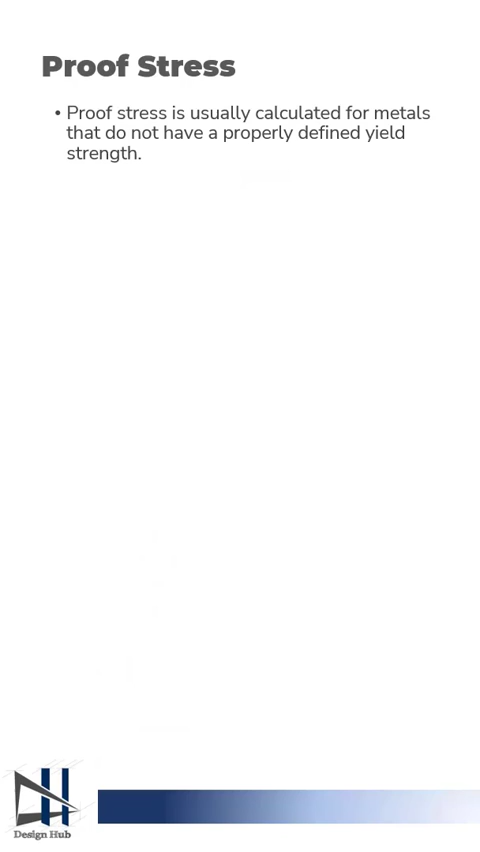 Proof Stress
• Proof stress is usually calculated for metals
that do not have a properly defined yield
strength.
Design Hub